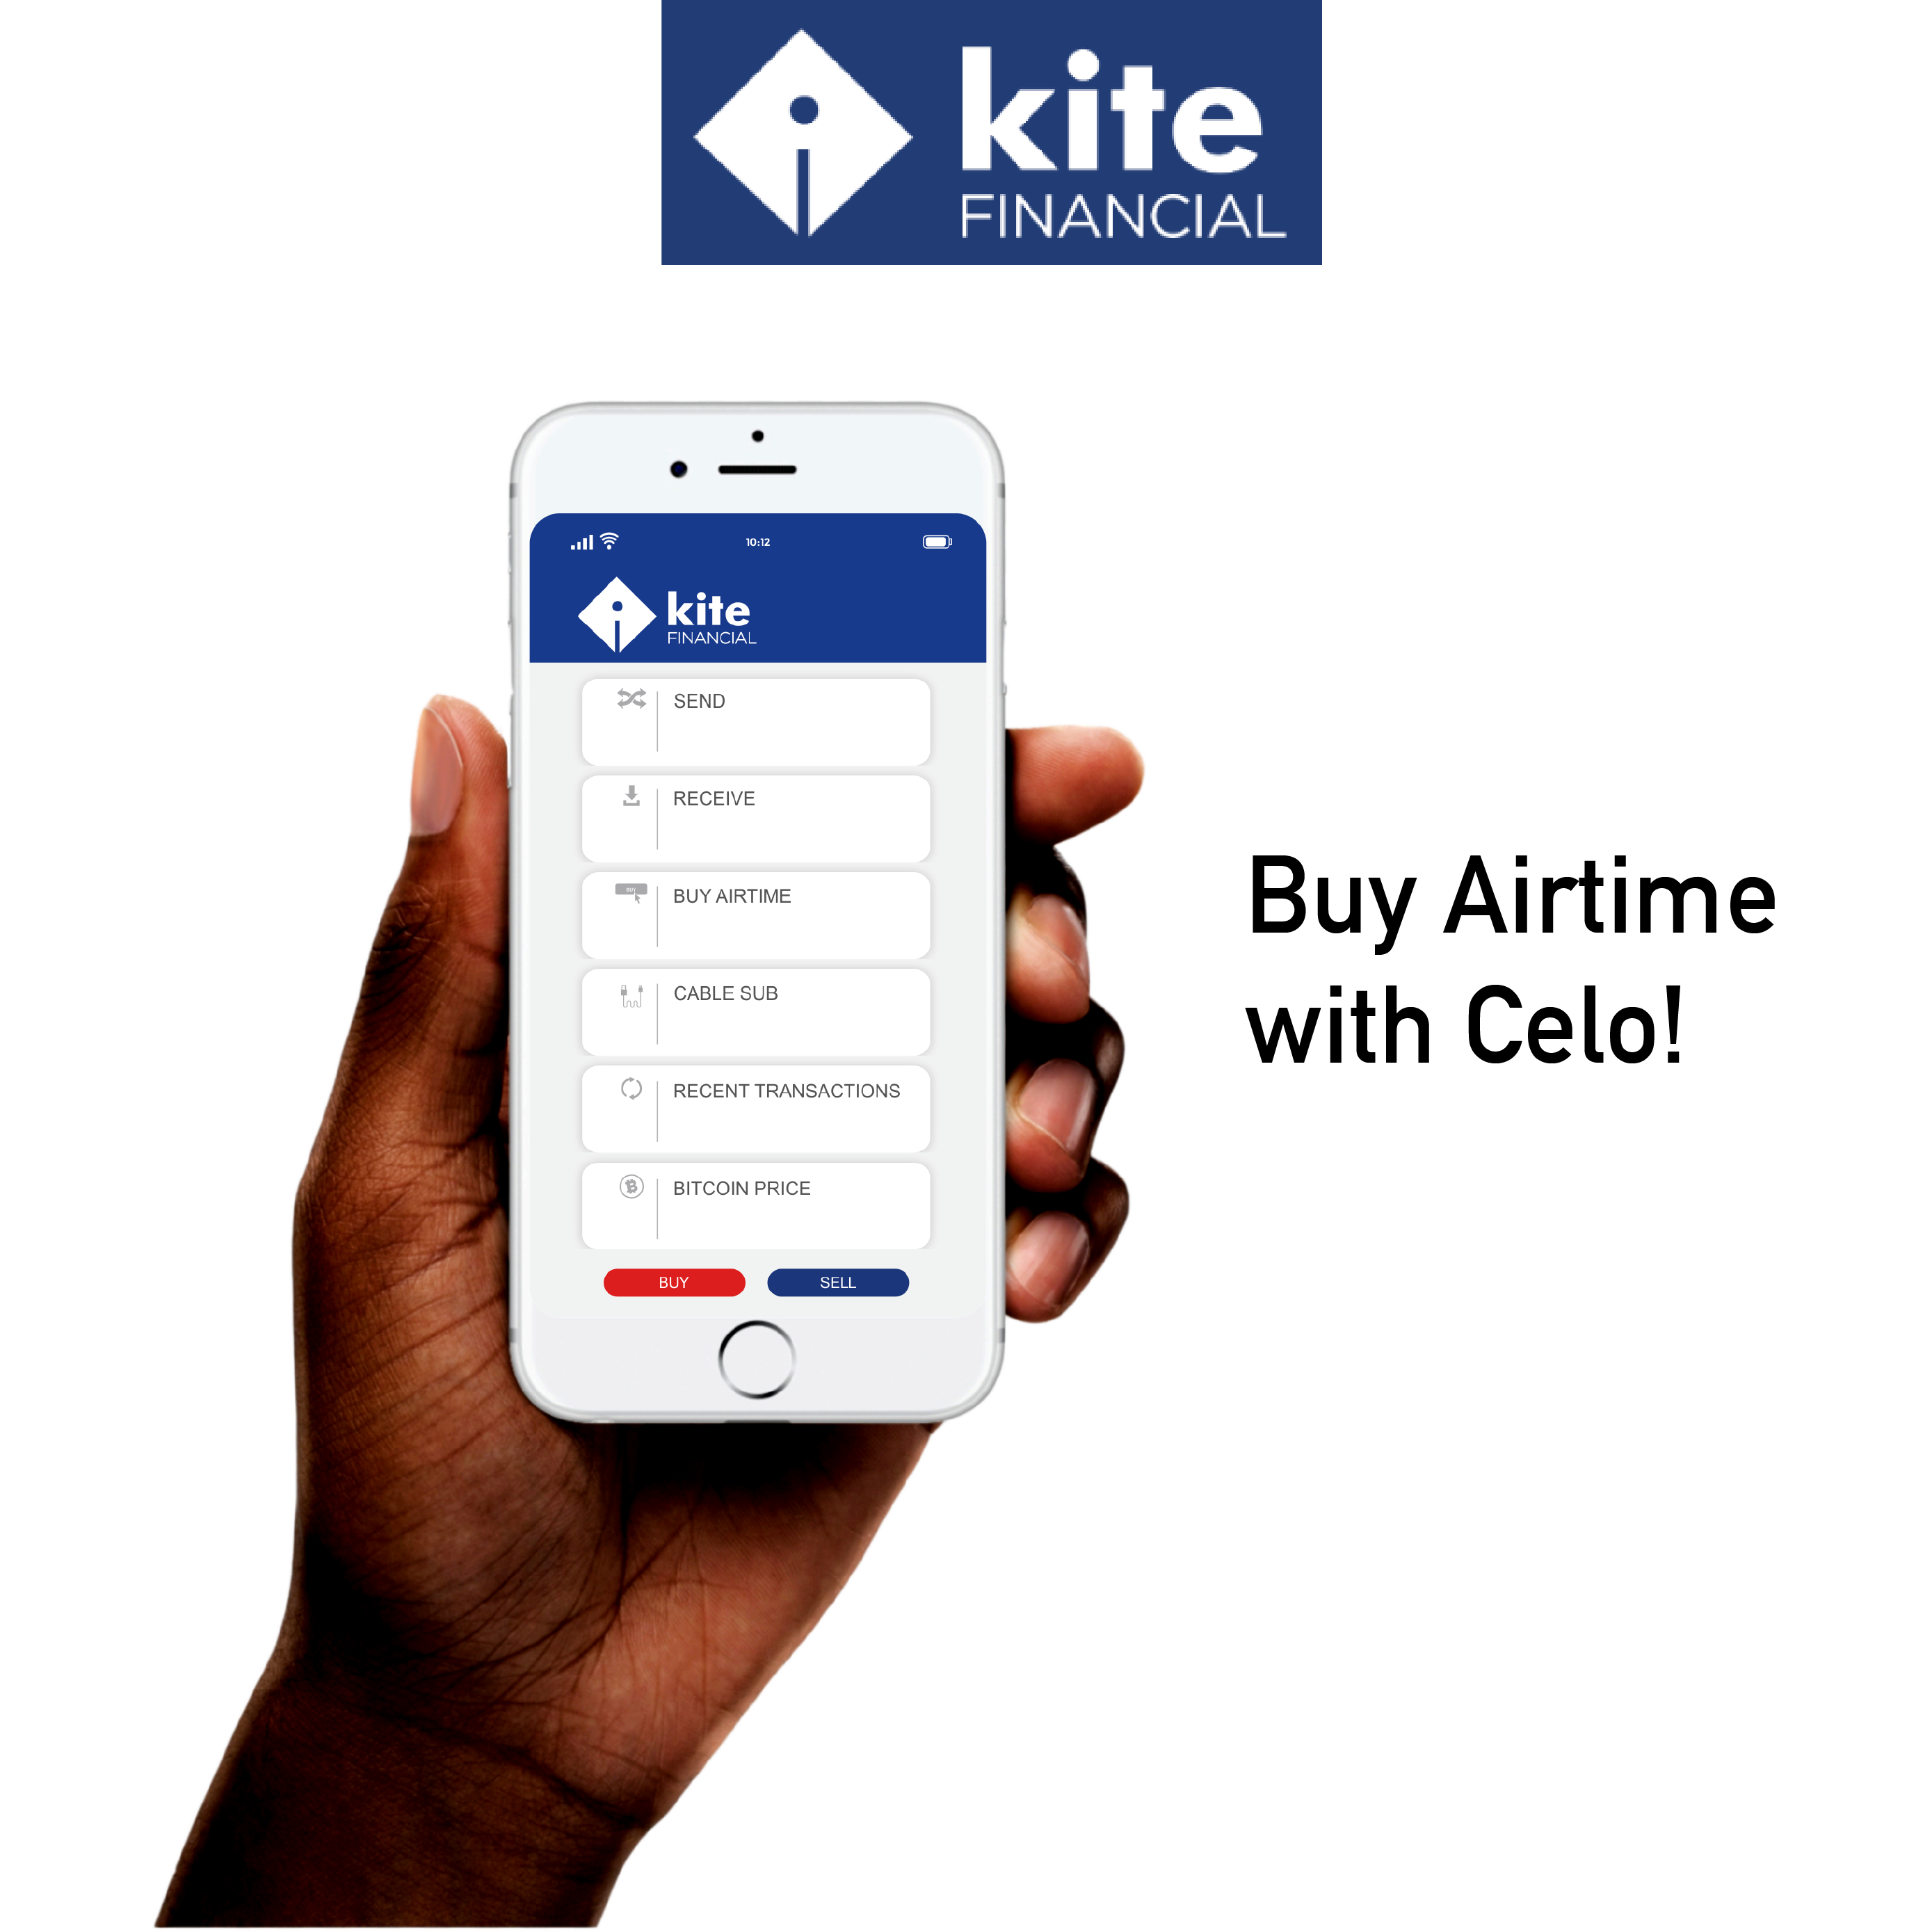 kite
FINANCIAL
10:12
kite
FINANCIAL
SEND
RECEIVE
BUY
BUY AIRTIME
CABLE SUB
RECENT TRANSACTIONS
BITCOIN PRICE
BUY
SELL
Buy Airtime
with Celo!